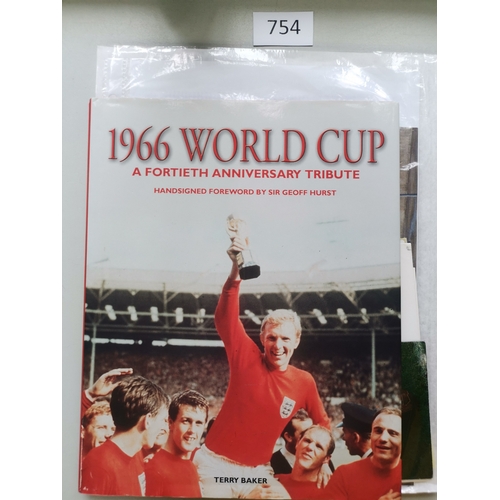 754
1966 WORLD CUP
A FORTIETH ANNIVERSARY TRIBUTE
HANDSIGNED FOREWORD BY SIR GEOFF HURST
TERRY BAKER